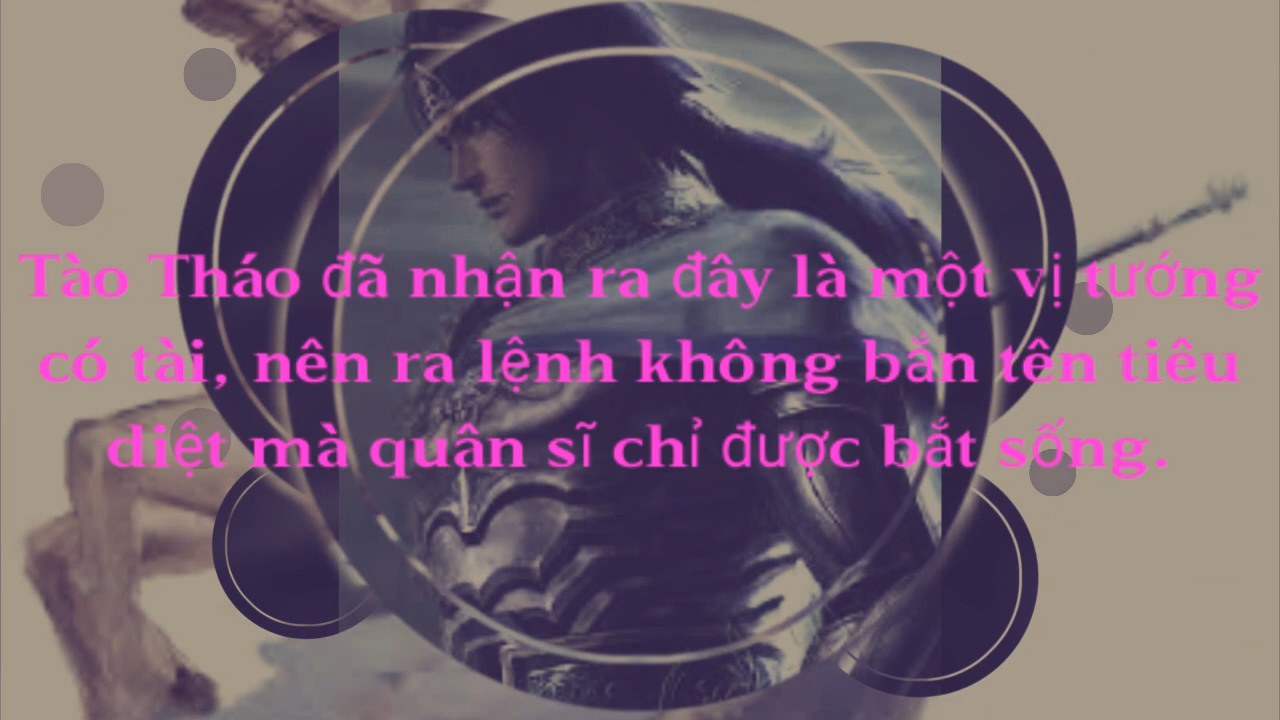 Tào Tháo đã nhận ra đây là một vị tướng
có tài, nên ra lệnh không bắn tên tiêu
diệt mà quân sĩ chỉ được bắt sống.